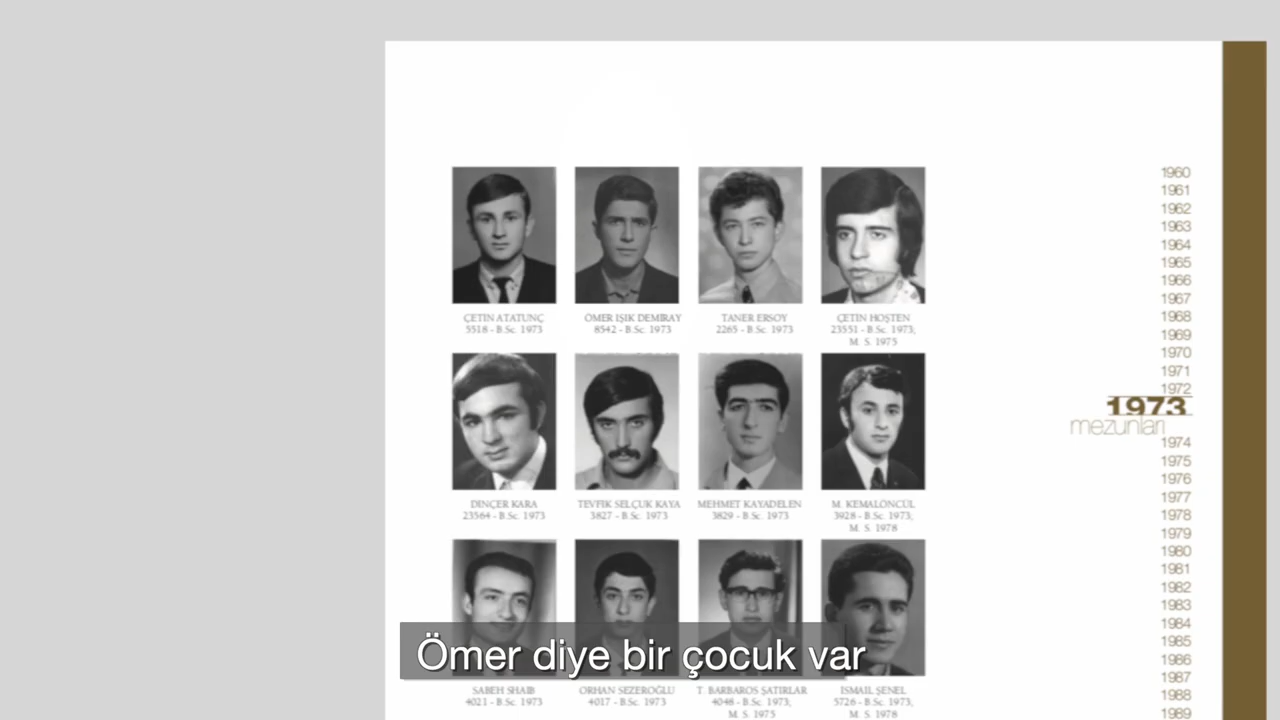 ÇETİN ATATUNÇ
5518 - B.Sc. 1973
ÖMER IŞIK DEMİRAY
8542 - B.Sc. 1973
TANER ERSOY
2265 - B.Sc. 1973
ÇETİN HOŞTEN
23551 - B.Sc. 1973;
M. S. 1975
DİNÇER KARA
23564 - B.Sc. 1973
TEVFİK SELÇUK KAYA
3827 - B.Sc. 1973
MEHMET KAYADELEN
3829 - B.Sc. 1973
M. KEMALÖNCÜL
3928 - B.Sc. 1973;
M. S. 1978
Ömer diye bir çocuk var
SABEH SHAIB
4021 - B.Sc. 1973
ORHAN SEZEROĞLU
4017 - B.Sc. 1973
T. BARBAROS ŞATIRLAR
4048 - B.Sc. 1973;
M. S. 1975
İSMAİL ŞENEL
5726 - B.Sc. 1973;
M. S. 1978
1960
1961
1962
1963
1964
1965
1966
1967
1968
1969
1970
1971
1972
1973
mezunları
1974
1975
1976
1977
1978
1979
1980
1981
1982
1983
1984
1985
1986
1987
1988
1989